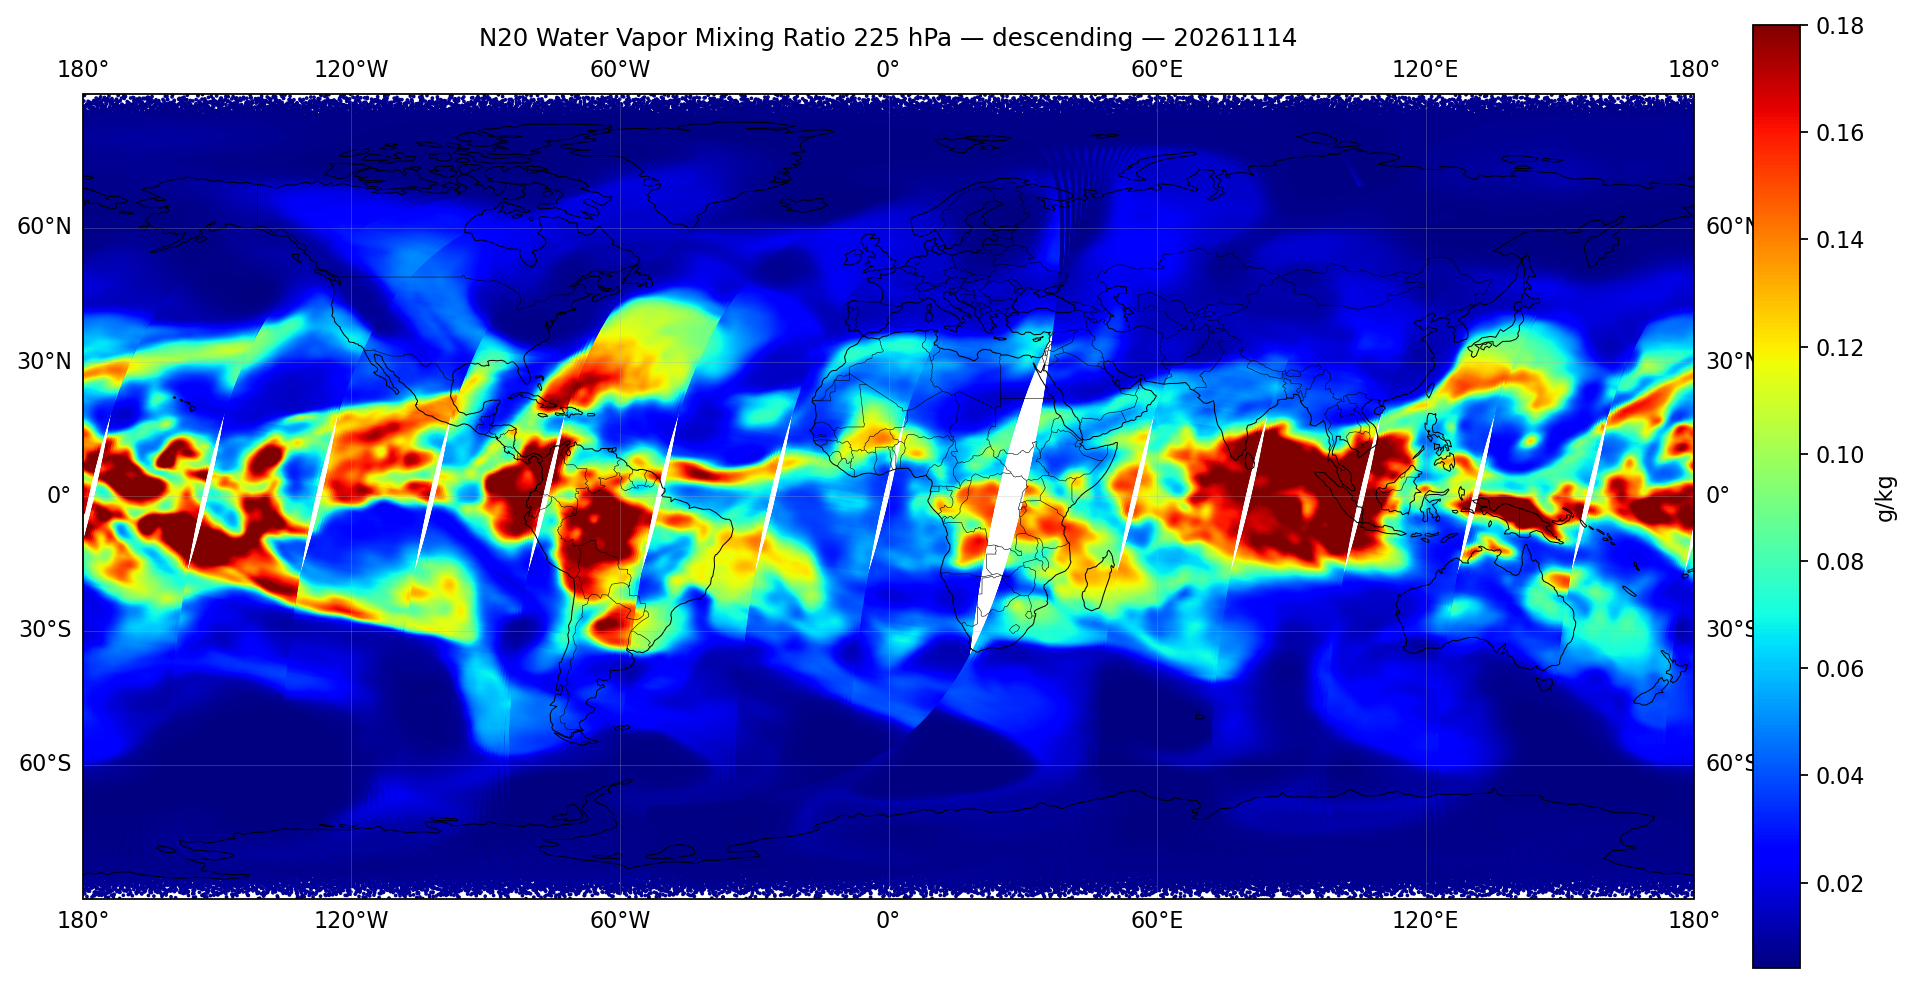 N20 Water Vapor Mixing Ratio 225 hPa — descending — 20261114
180° 120°W 60°W 0° 60°E 120°E 180°
60°N 60°N
30°N 30°N
0° 0°
30°S 30°S
60°S 60°S
180° 120°W 60°W 0° 60°E 120°E 180°
0.18
0.16
0.14
0.12
0.10
0.08
0.06
0.04
0.02
g/kg